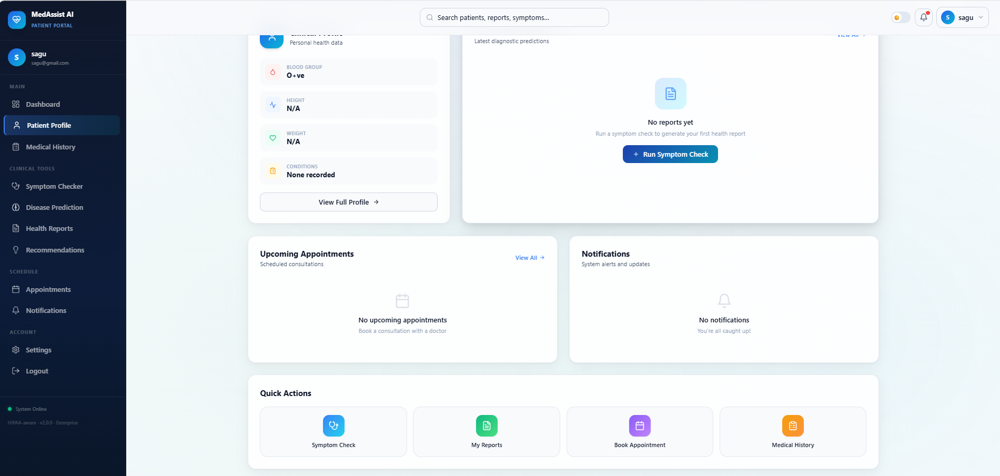 MedAssist AI
PATIENT PORTAL
S
sagu
sagu@gmail.com
MAIN
Dashboard
Patient Profile
Medical History
CLINICAL TOOLS
Symptom Checker
Disease Prediction
Health Reports
Recommendations
SCHEDULE
Appointments
Notifications
ACCOUNT
Settings
Logout
System Online
HIPAA-aware · v2.0.0 · Enterprise
Search patients, reports, symptoms...
S sagu
Clinical Profile
Personal health data
BLOOD GROUP
O+ve
HEIGHT
N/A
WEIGHT
N/A
CONDITIONS
None recorded
View Full Profile →
View All →
Latest diagnostic predictions
No reports yet
Run a symptom check to generate your first health report
+ Run Symptom Check
Upcoming Appointments
Scheduled consultations
View All →
No upcoming appointments
Book a consultation with a doctor
Notifications
System alerts and updates
No notifications
You're all caught up!
Quick Actions
Symptom Check
My Reports
Book Appointment
Medical History